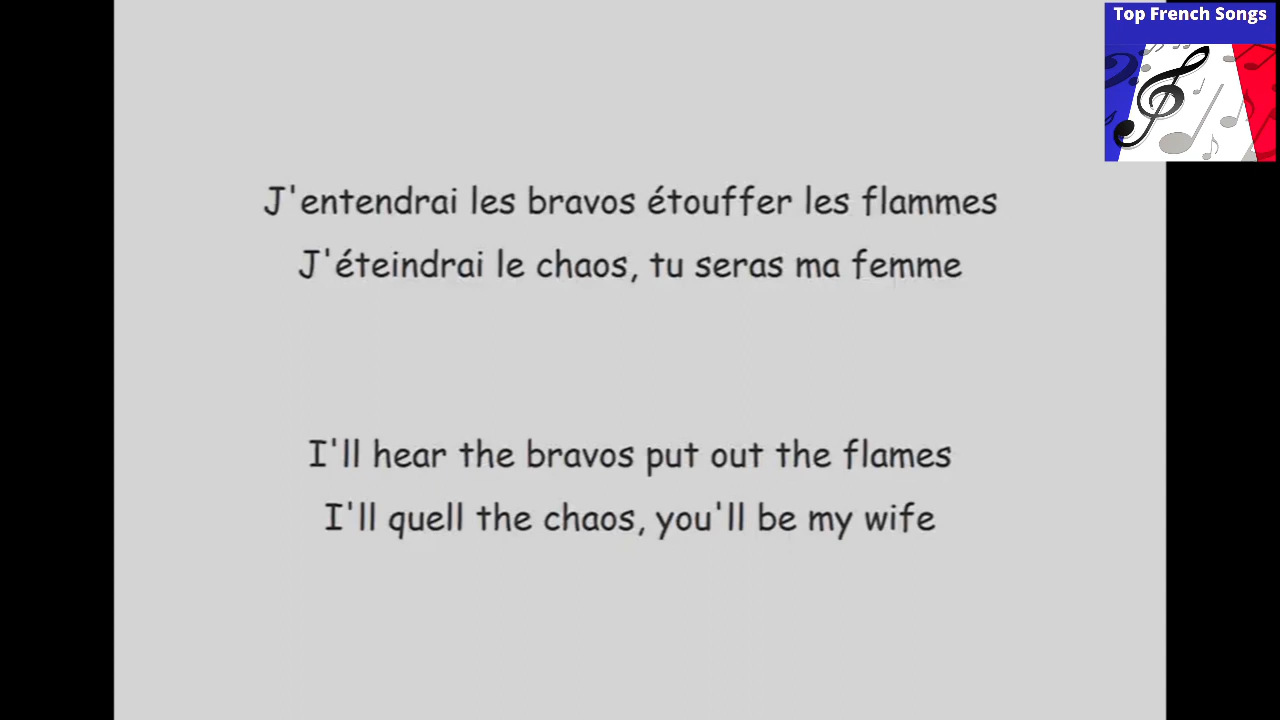 Top French Songs
J'entendrai les bravos étouffer les flammes
J'éteindrai le chaos, tu seras ma femme
I'll hear the bravos put out the flames
I'll quell the chaos, you'll be my wife